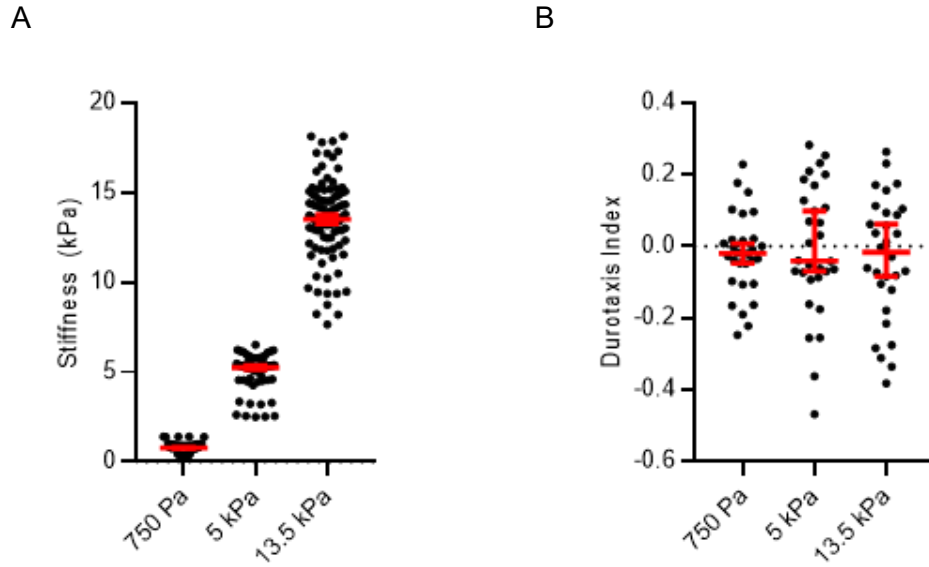 A
B
20
15
10
5
0
Stiffness (kPa)
750 Pa
5 kPa
13.5 kPa
0.4
0.2
0.0
-0.2
-0.4
-0.6
Durotaxis Index
750 Pa
5 kPa
13.5 kPa